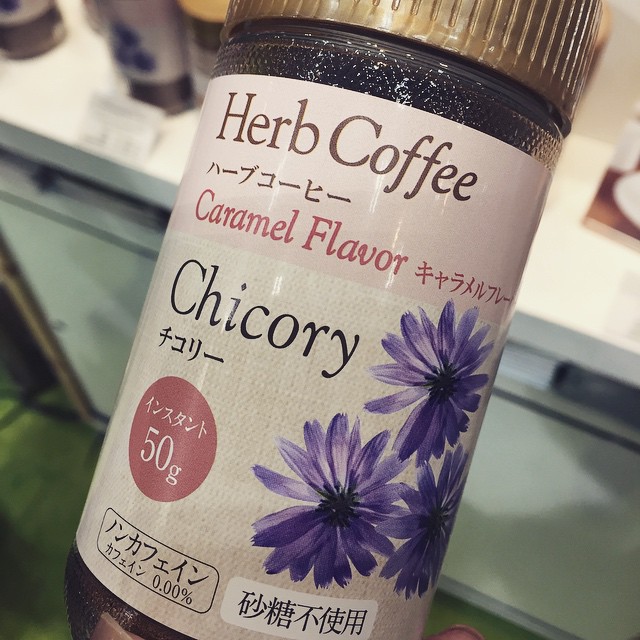 Herb Coffee
ハーブコーヒー
Caramel Flavor キャラメルフレー
Chicory
チコリー
インスタント
50g
ノンカフェイン
カフェイン 0.00%
砂糖不使用